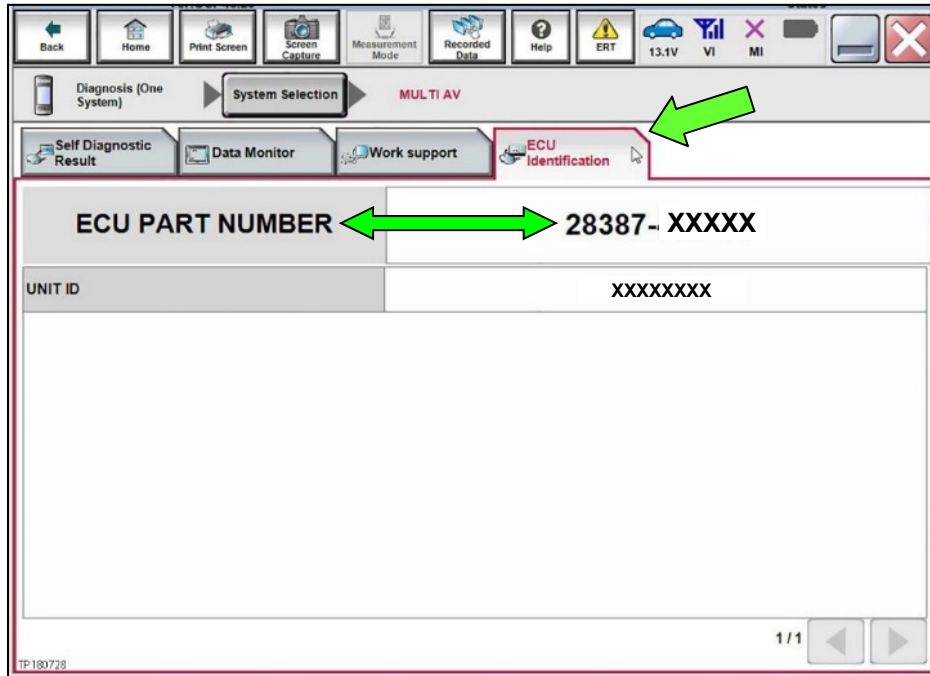 Back
Home
Print Screen
Screen
Capture
Measurement
Mode
Recorded
Data
Help
ERT
13.1V
VI
MI
Diagnosis (One
System)
System Selection
MULTI AV
Self Diagnostic
Result
Data Monitor
Work support
ECU
Identification
ECU PART NUMBER
28387- XXXXX
UNIT ID
XXXXXXXX
1/1
TP180728